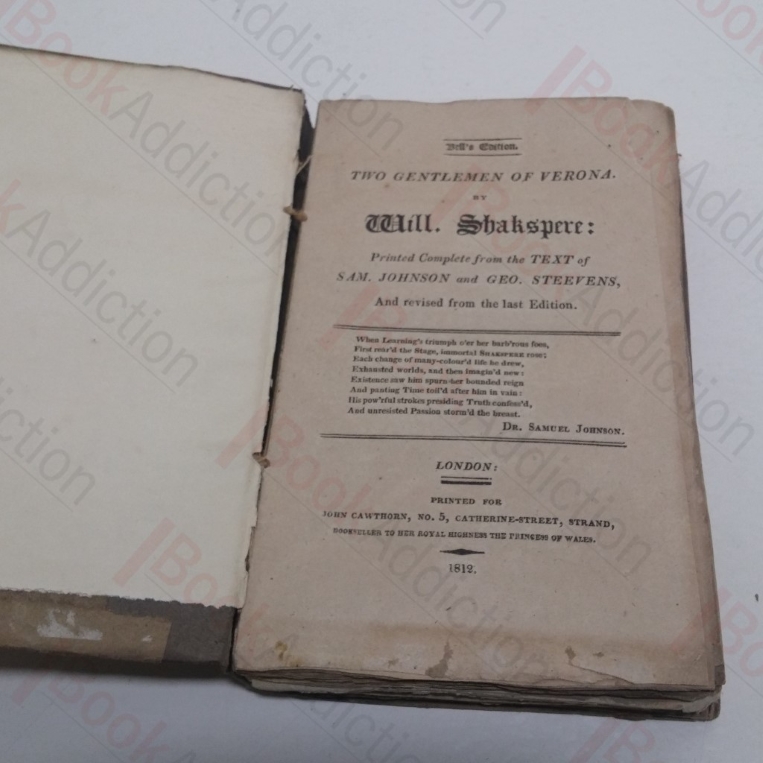 Bell's Edition.
TWO GENTLEMEN OF VERONA.
BY
Will. Shakspere:
Printed Complete from the TEXT of
SAM. JOHNSON and GEO. STEEVENS,
And revised from the last Edition.
When Learning's triumph o'er her barb'rous foes,
First rear'd the Stage, immortal SHAKSPERE rose;
Each change of many-colour'd life he drew,
Exhausted worlds, and then imagin'd new:
Existence saw him spurn her bounded reign
And panting Time toil'd after him in vain:
His pow'rful strokes presiding Truth confess'd,
And unresisted Passion storm'd the breast.
DR. SAMUEL JOHNSON.
LONDON:
PRINTED FOR
JOHN CAWTHORN, NO. 5, CATHERINE-STREET, STRAND,
BOOKSELLER TO HER ROYAL HIGHNESS THE PRINCESS OF WALES.
1812.
BookAddiction